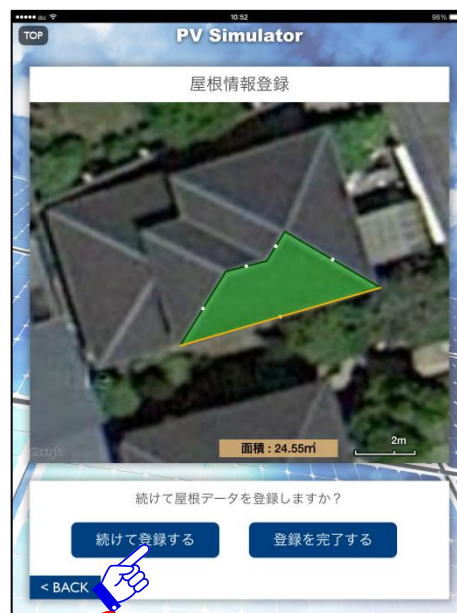 au 10:52 98%
TOP PV Simulator
屋根情報登録
Google
面積 : 24.55㎡
2m
続けて屋根データを登録しますか？
続けて登録する 登録を完了する
< BACK